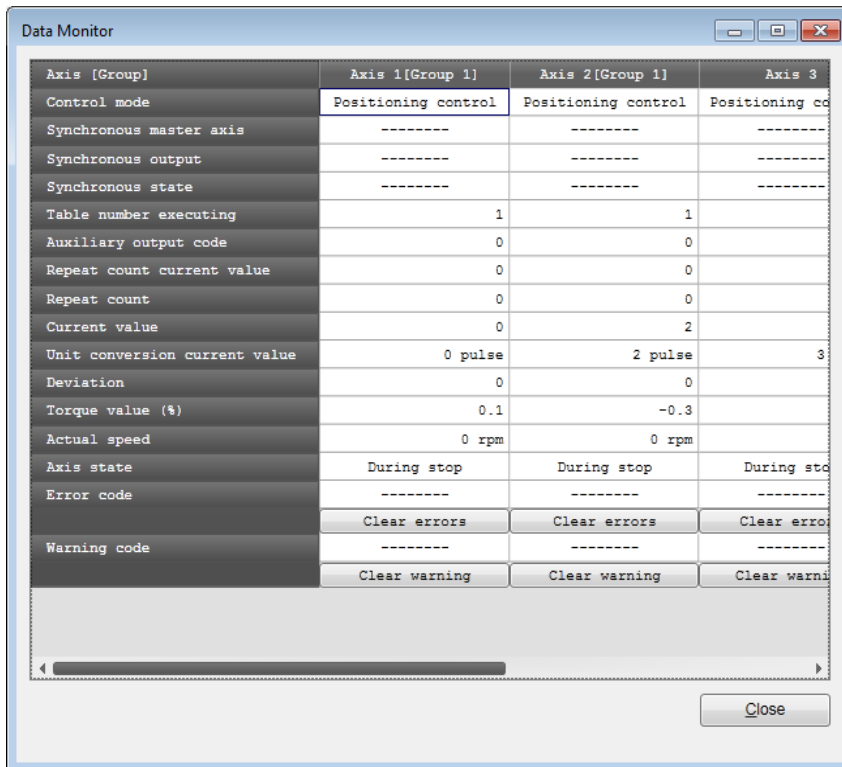 Data Monitor
Axis [Group] Axis 1[Group 1] Axis 2[Group 1] Axis 3
Control mode Positioning control Positioning control Positioning co
Synchronous master axis -------- -------- --------
Synchronous output -------- -------- --------
Synchronous state -------- -------- --------
Table number executing 1 1
Auxiliary output code 0 0
Repeat count current value 0 0
Repeat count 0 0
Current value 0 2
Unit conversion current value 0 pulse 2 pulse 3
Deviation 0 0
Torque value (%) 0.1 -0.3
Actual speed 0 rpm 0 rpm
Axis state During stop During stop During sto
Error code -------- -------- --------
Clear errors Clear errors Clear erro
Warning code -------- -------- --------
Clear warning Clear warning Clear warni
Close